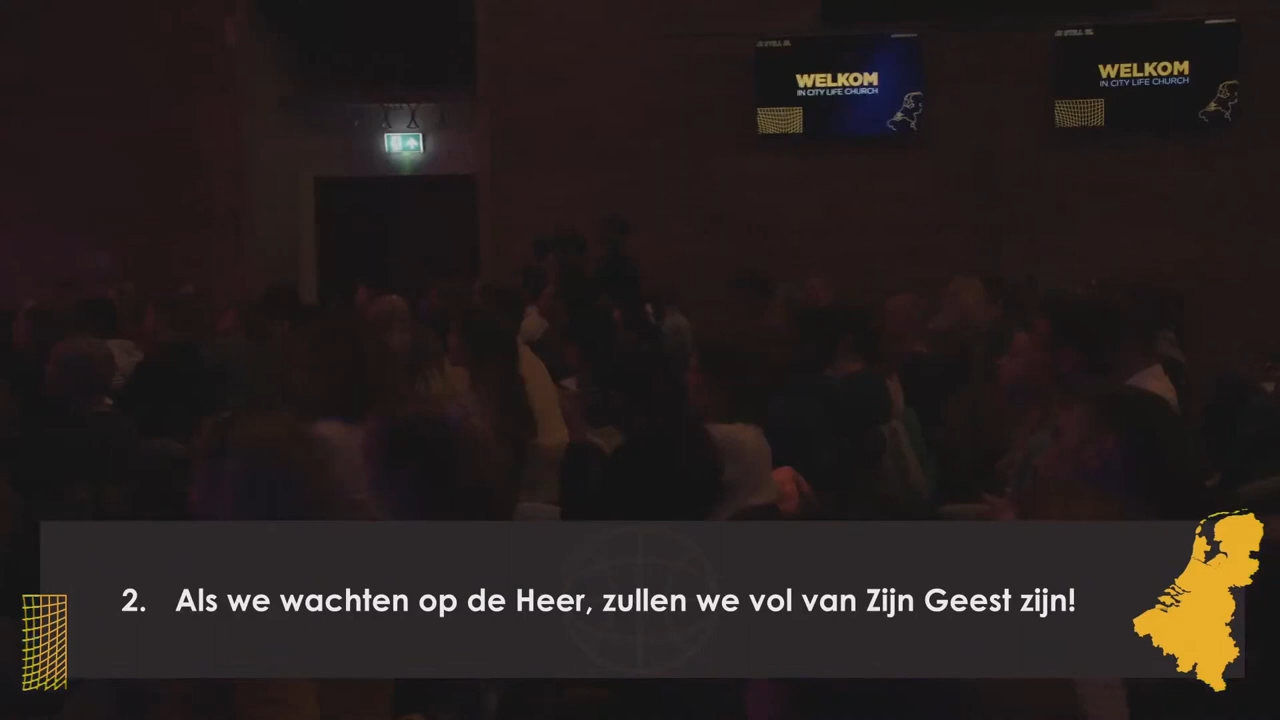 WELKOM
IN CITY LIFE CHURCH
WELKOM
IN CITY LIFE CHURCH
2. Als we wachten op de Heer, zullen we vol van Zijn Geest zijn!